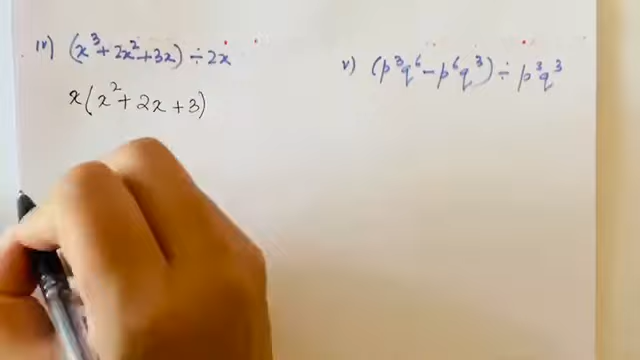 iv) (x³ + 2x² + 3x) ÷ 2x
x(x² + 2x + 3)
v) (p³q⁶ − p⁶q³) ÷ p³q³